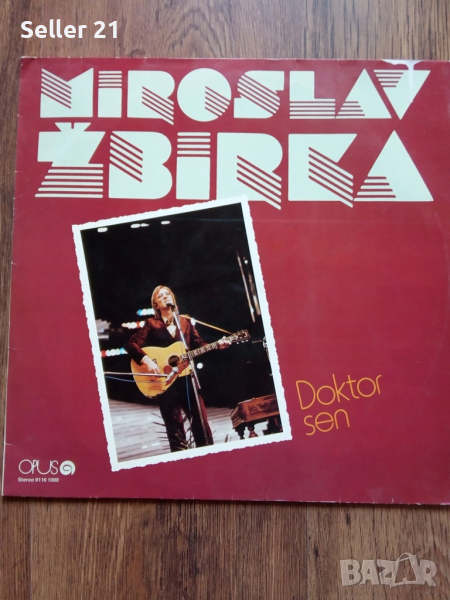 Seller 21
MIROSLAV
ŽBIRKA
Doktor
sen
OPUS
Stereo 9116 1000
BAZAR